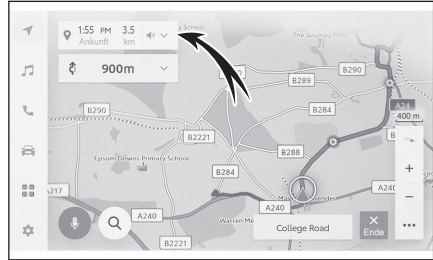 1:55 PM 3.5
Ankunft km
School
The Grumpy Mole
900m
B290
B289
B290
B284
A24
400 m
B2221
Epsom Downs Primary School
B288
B284
A217
A240
A240
Warren Me
College Road
Ende
B2221